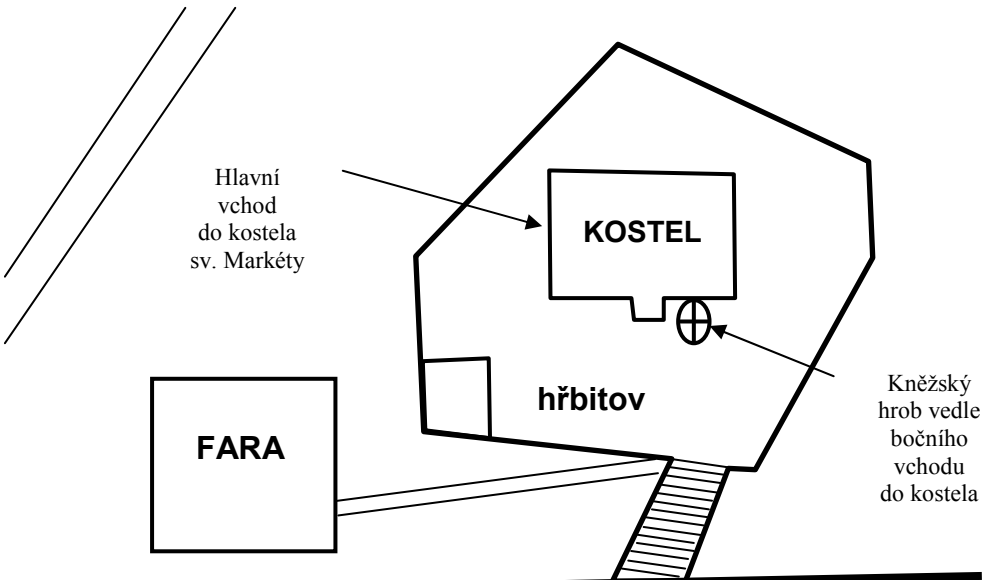 Hlavní
vchod
do kostela
sv. Markéty
KOSTEL
hřbitov
FARA
Kněžský
hrob vedle
bočního
vchodu
do kostela